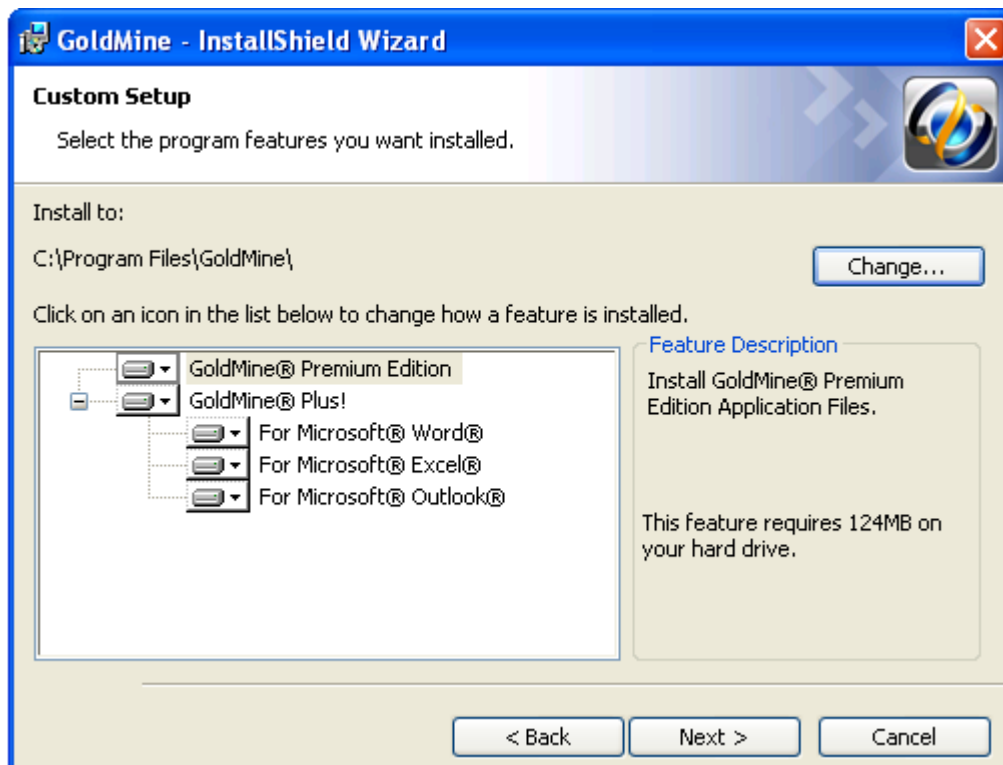 GoldMine - InstallShield Wizard
Custom Setup
Select the program features you want installed.
Install to:
C:\Program Files\GoldMine\
Change...
Click on an icon in the list below to change how a feature is installed.
GoldMine® Premium Edition
GoldMine® Plus!
For Microsoft® Word®
For Microsoft® Excel®
For Microsoft® Outlook®
Feature Description
Install GoldMine® Premium
Edition Application Files.
This feature requires 124MB on
your hard drive.
< Back
Next >
Cancel